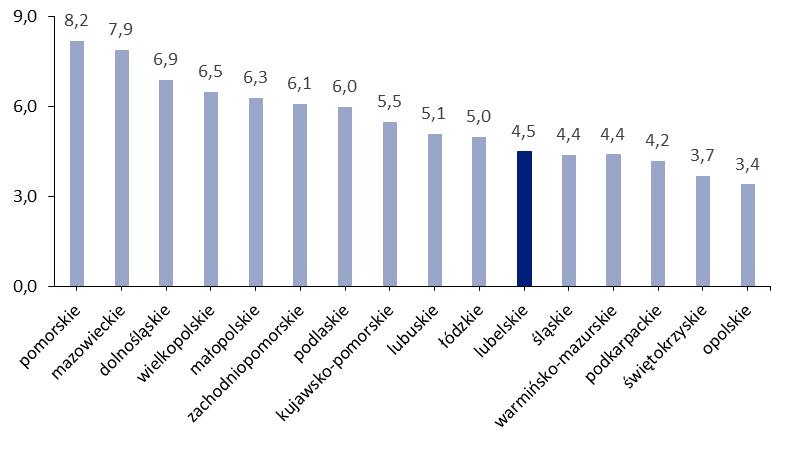 9,0
6,0
3,0
0,0
8,2
7,9
6,9
6,5
6,3
6,1
6,0
5,5
5,1
5,0
4,5
4,4
4,4
4,2
3,7
3,4
pomorskie
mazowieckie
dolnośląskie
wielkopolskie
małopolskie
zachodniopomorskie
podlaskie
kujawsko-pomorskie
lubuskie
łódzkie
lubelskie
śląskie
warmińsko-mazurskie
podkarpackie
świętokrzyskie
opolskie